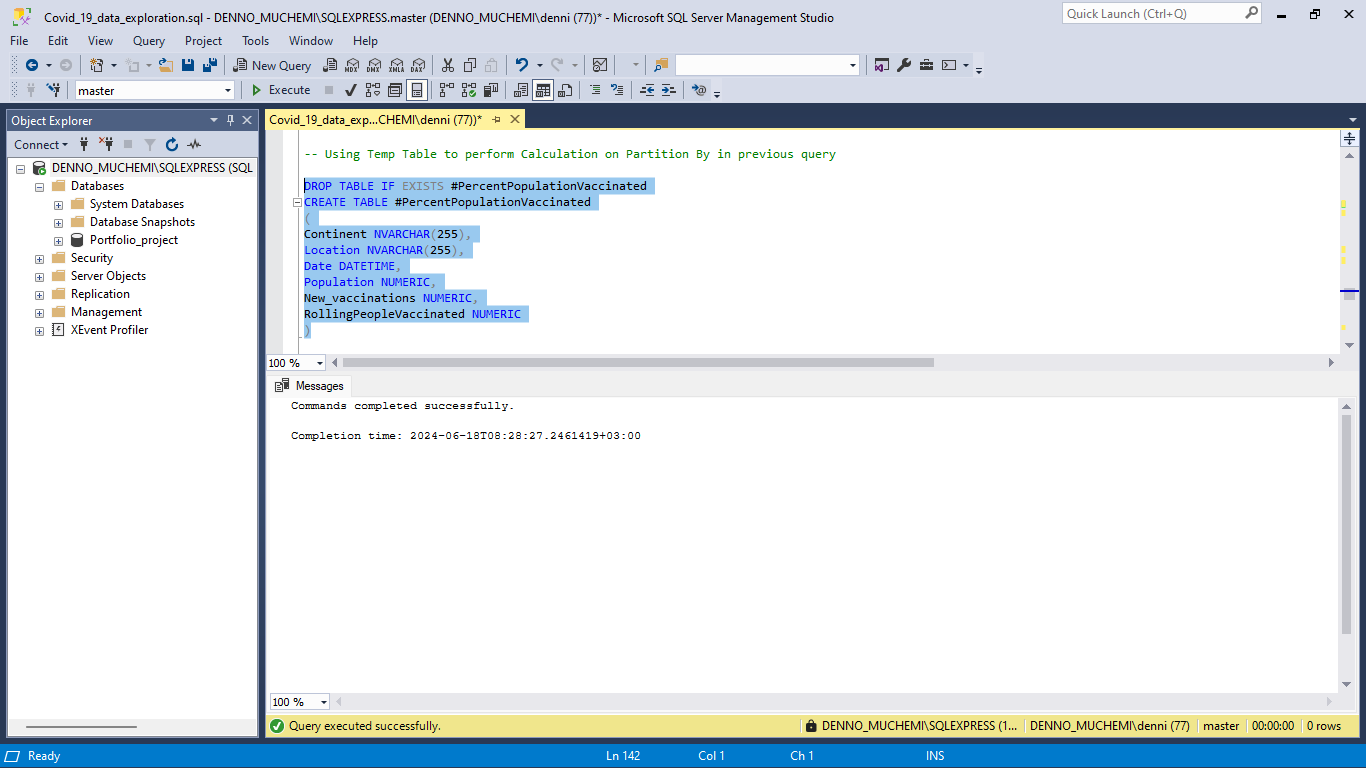 Covid_19_data_exploration.sql - DENNO_MUCHEMI\SQLEXPRESS.master (DENNO_MUCHEMI\denni (77))* - Microsoft SQL Server Management Studio
Quick Launch (Ctrl+Q)
File Edit View Query Project Tools Window Help
New Query
MDX DMX XMLA DAX
master
Execute
Object Explorer
Connect
DENNO_MUCHEMI\SQLEXPRESS (SQL
Databases
System Databases
Database Snapshots
Portfolio_project
Security
Server Objects
Replication
Management
XEvent Profiler
Covid_19_data_exp...CHEMI\denni (77))*
-- Using Temp Table to perform Calculation on Partition By in previous query
DROP TABLE IF EXISTS #PercentPopulationVaccinated
CREATE TABLE #PercentPopulationVaccinated
(
Continent NVARCHAR(255),
Location NVARCHAR(255),
Date DATETIME,
Population NUMERIC,
New_vaccinations NUMERIC,
RollingPeopleVaccinated NUMERIC
)
100 %
Messages
Commands completed successfully.
Completion time: 2024-06-18T08:28:27.2461419+03:00
100 %
Query executed successfully.
DENNO_MUCHEMI\SQLEXPRESS (1... DENNO_MUCHEMI\denni (77) master 00:00:00 0 rows
Ready Ln 142 Col 1 Ch 1 INS